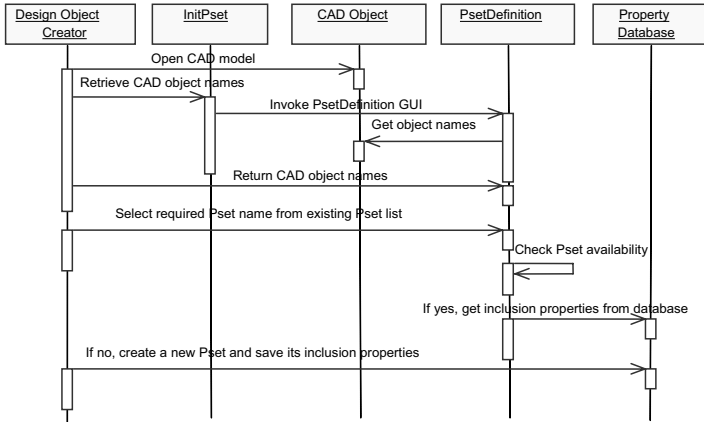 Design Object
Creator
InitPset
CAD Object
PsetDefinition
Property
Database
Open CAD model
Retrieve CAD object names
Invoke PsetDefinition GUI
Get object names
Return CAD object names
Select required Pset name from existing Pset list
Check Pset availability
If yes, get inclusion properties from database
If no, create a new Pset and save its inclusion properties